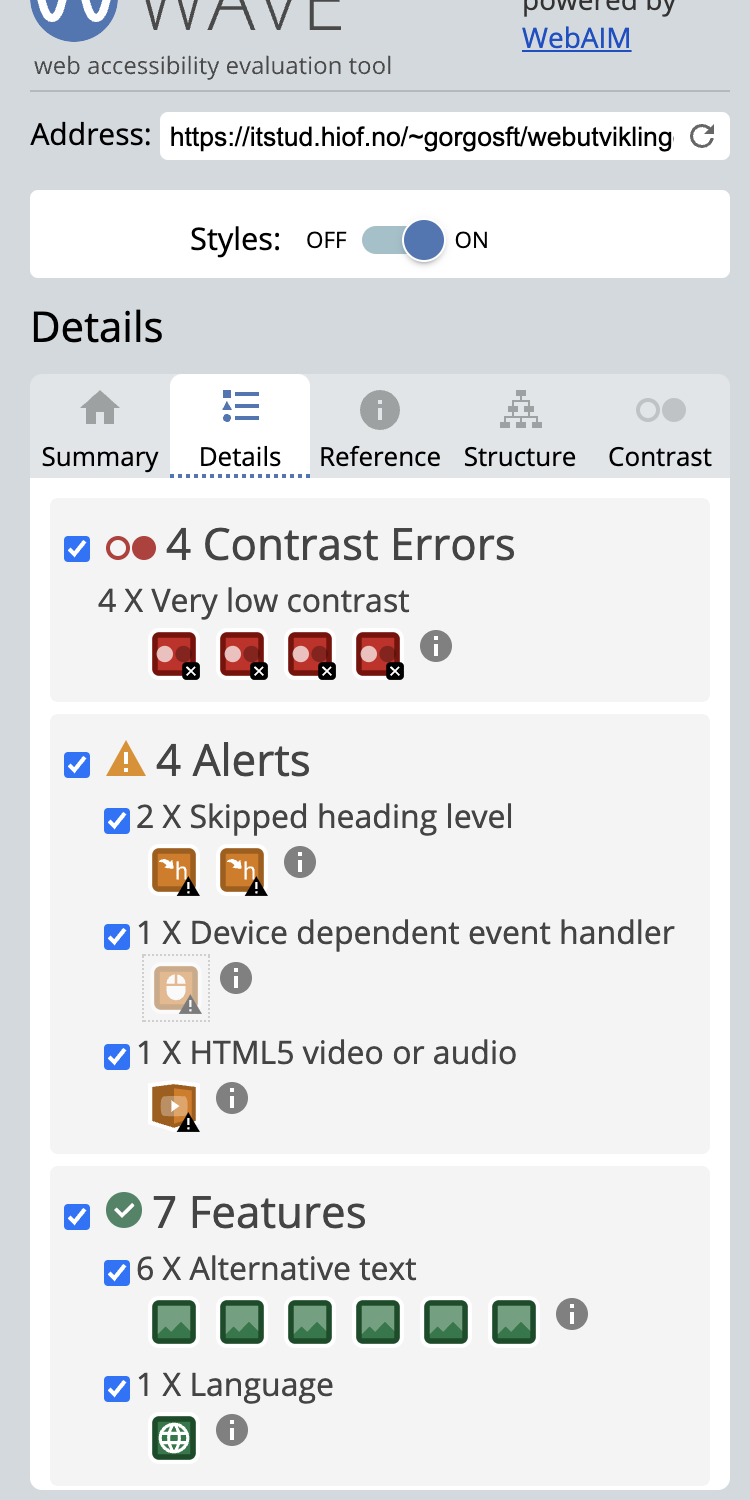 WAVE
powered by
WebAIM
web accessibility evaluation tool
Address: https://itstud.hiof.no/~gorgosft/webutvikling
Styles: OFF ON
Details
Summary Details Reference Structure Contrast
4 Contrast Errors
4 X Very low contrast
4 Alerts
2 X Skipped heading level
h h
1 X Device dependent event handler
1 X HTML5 video or audio
7 Features
6 X Alternative text
1 X Language